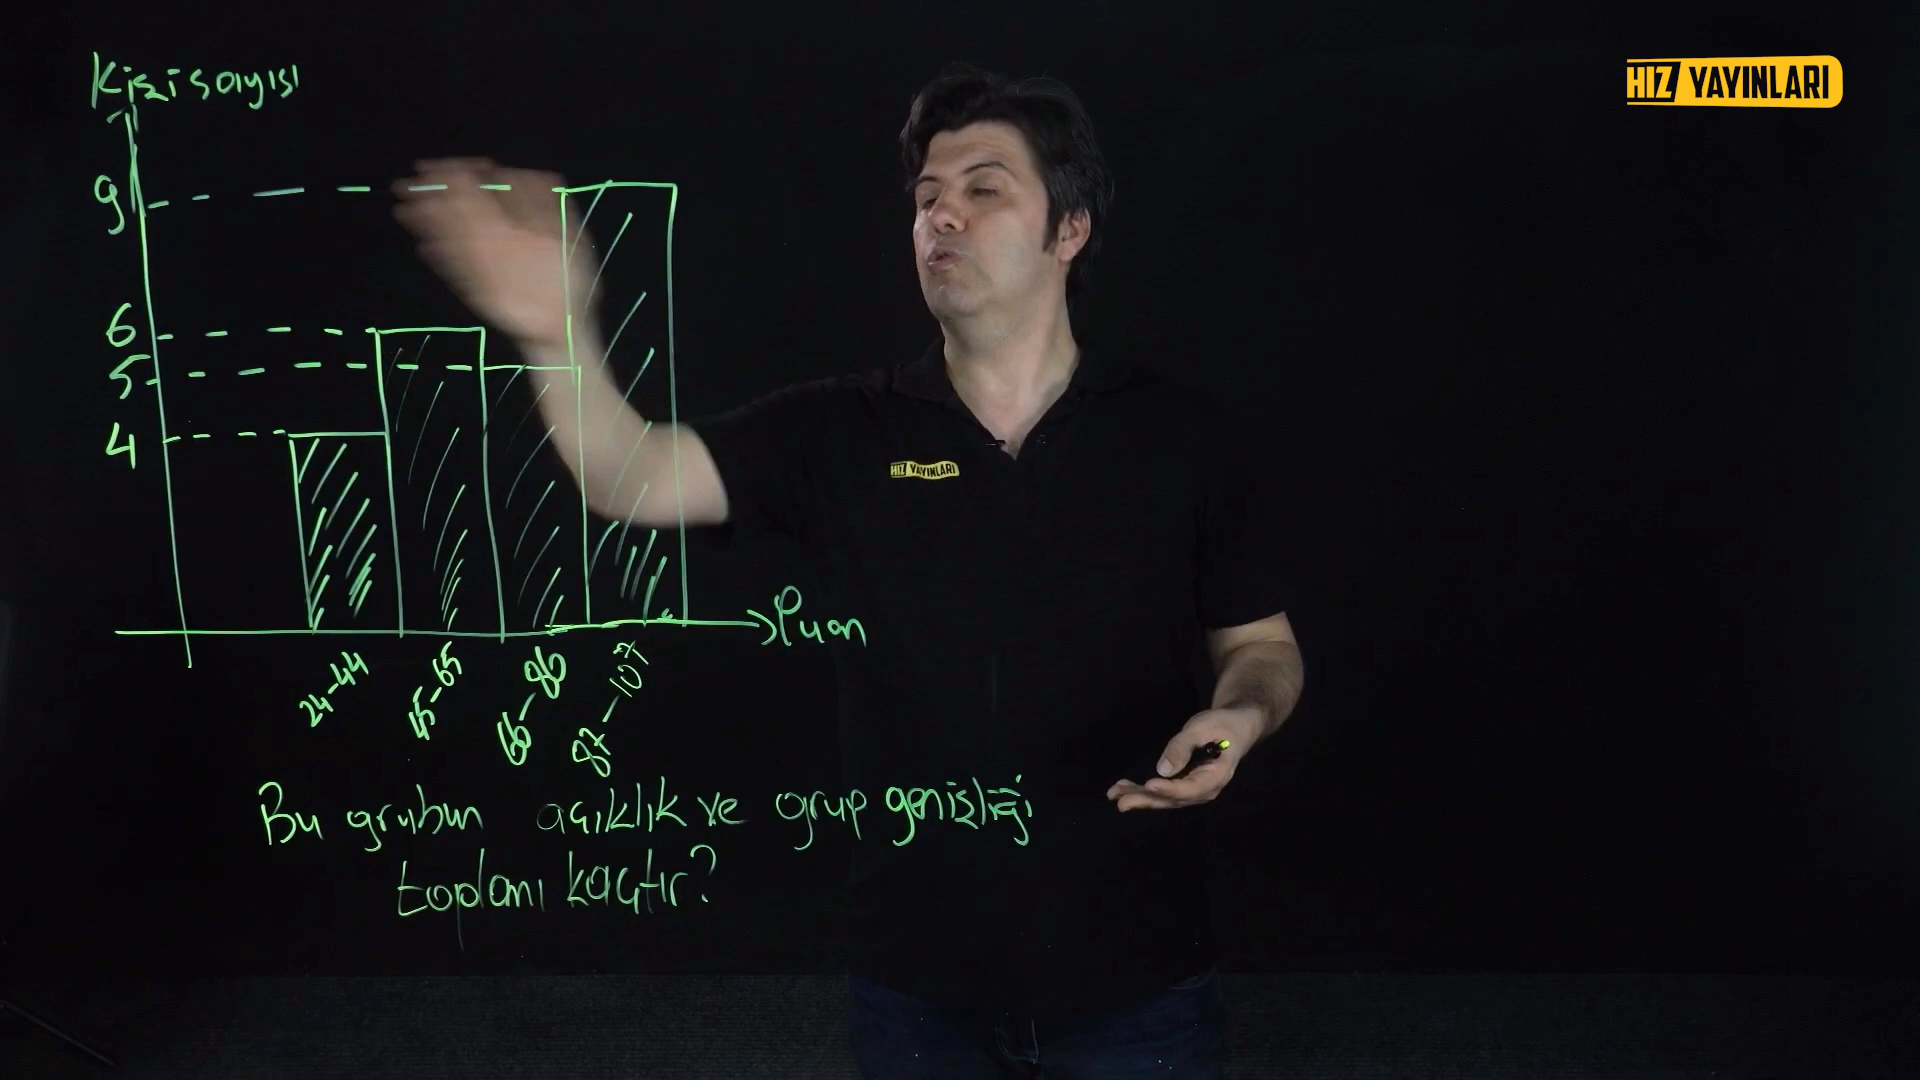 Kişi sayısı
HIZ YAYINLARI
9
6
5
4
HIZ YAYINLARI
Puan
24-44
45-65
66-86
87-107
Bu grubun açıklık ve grup genişliği
toplamı kaçtır?